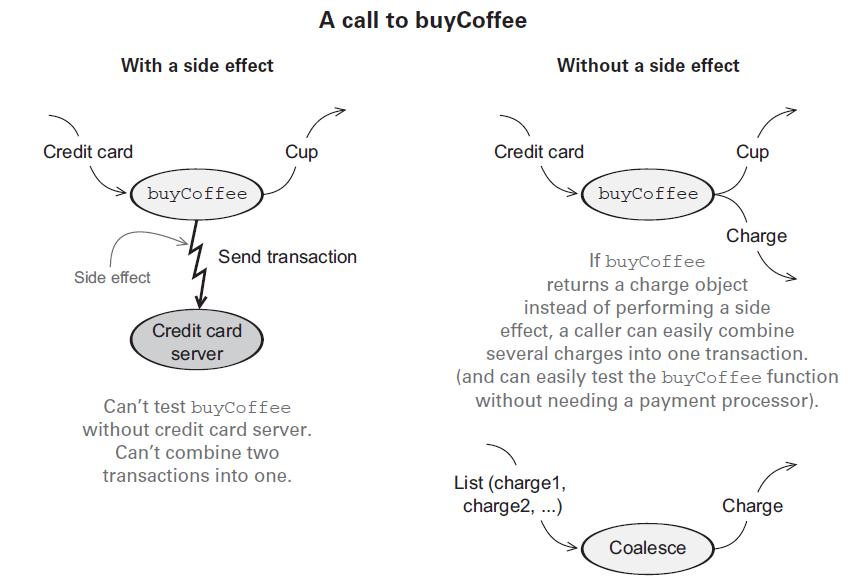 A call to buyCoffee
With a side effect
Credit card
Cup
buyCoffee
Send transaction
Side effect
Credit card
server
Can't test buyCoffee
without credit card server.
Can't combine two
transactions into one.
Without a side effect
Credit card
Cup
buyCoffee
Charge
If buyCoffee
returns a charge object
instead of performing a side
effect, a caller can easily combine
several charges into one transaction.
(and can easily test the buyCoffee function
without needing a payment processor).
List (charge1,
charge2, ...)
Charge
Coalesce